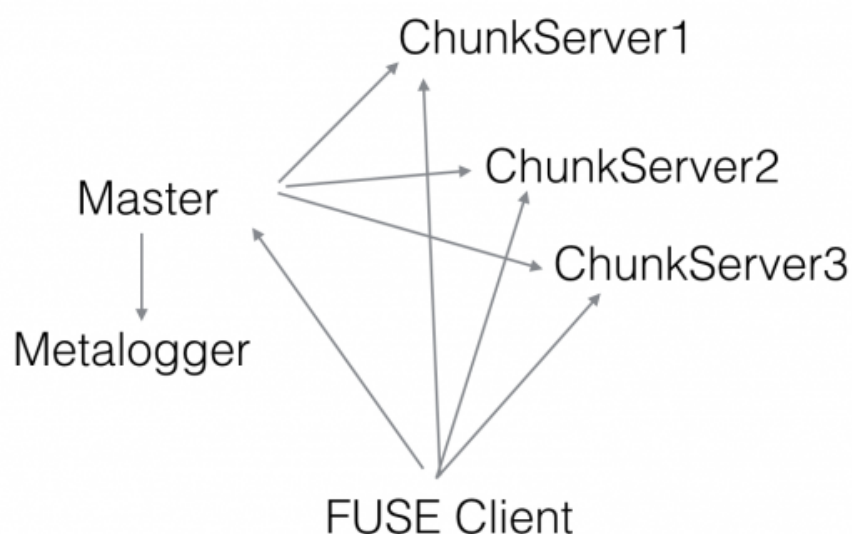 ChunkServer1
ChunkServer2
Master
ChunkServer3
Metalogger
FUSE Client